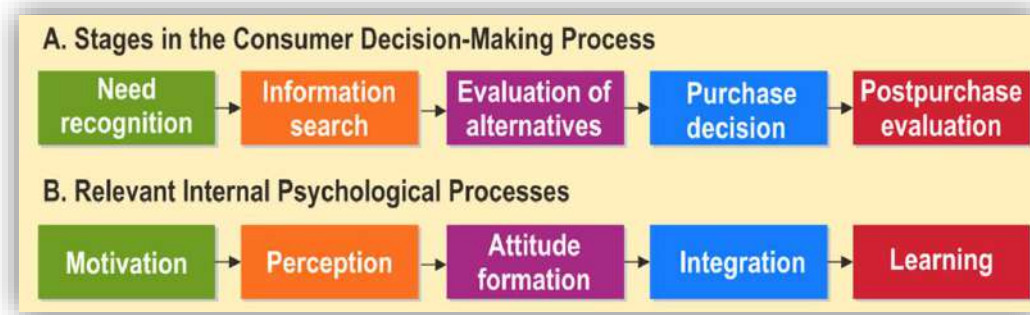 A. Stages in the Consumer Decision-Making Process
Need
recognition
Information
search
Evaluation of
alternatives
Purchase
decision
Postpurchase
evaluation
B. Relevant Internal Psychological Processes
Motivation
Perception
Attitude
formation
Integration
Learning